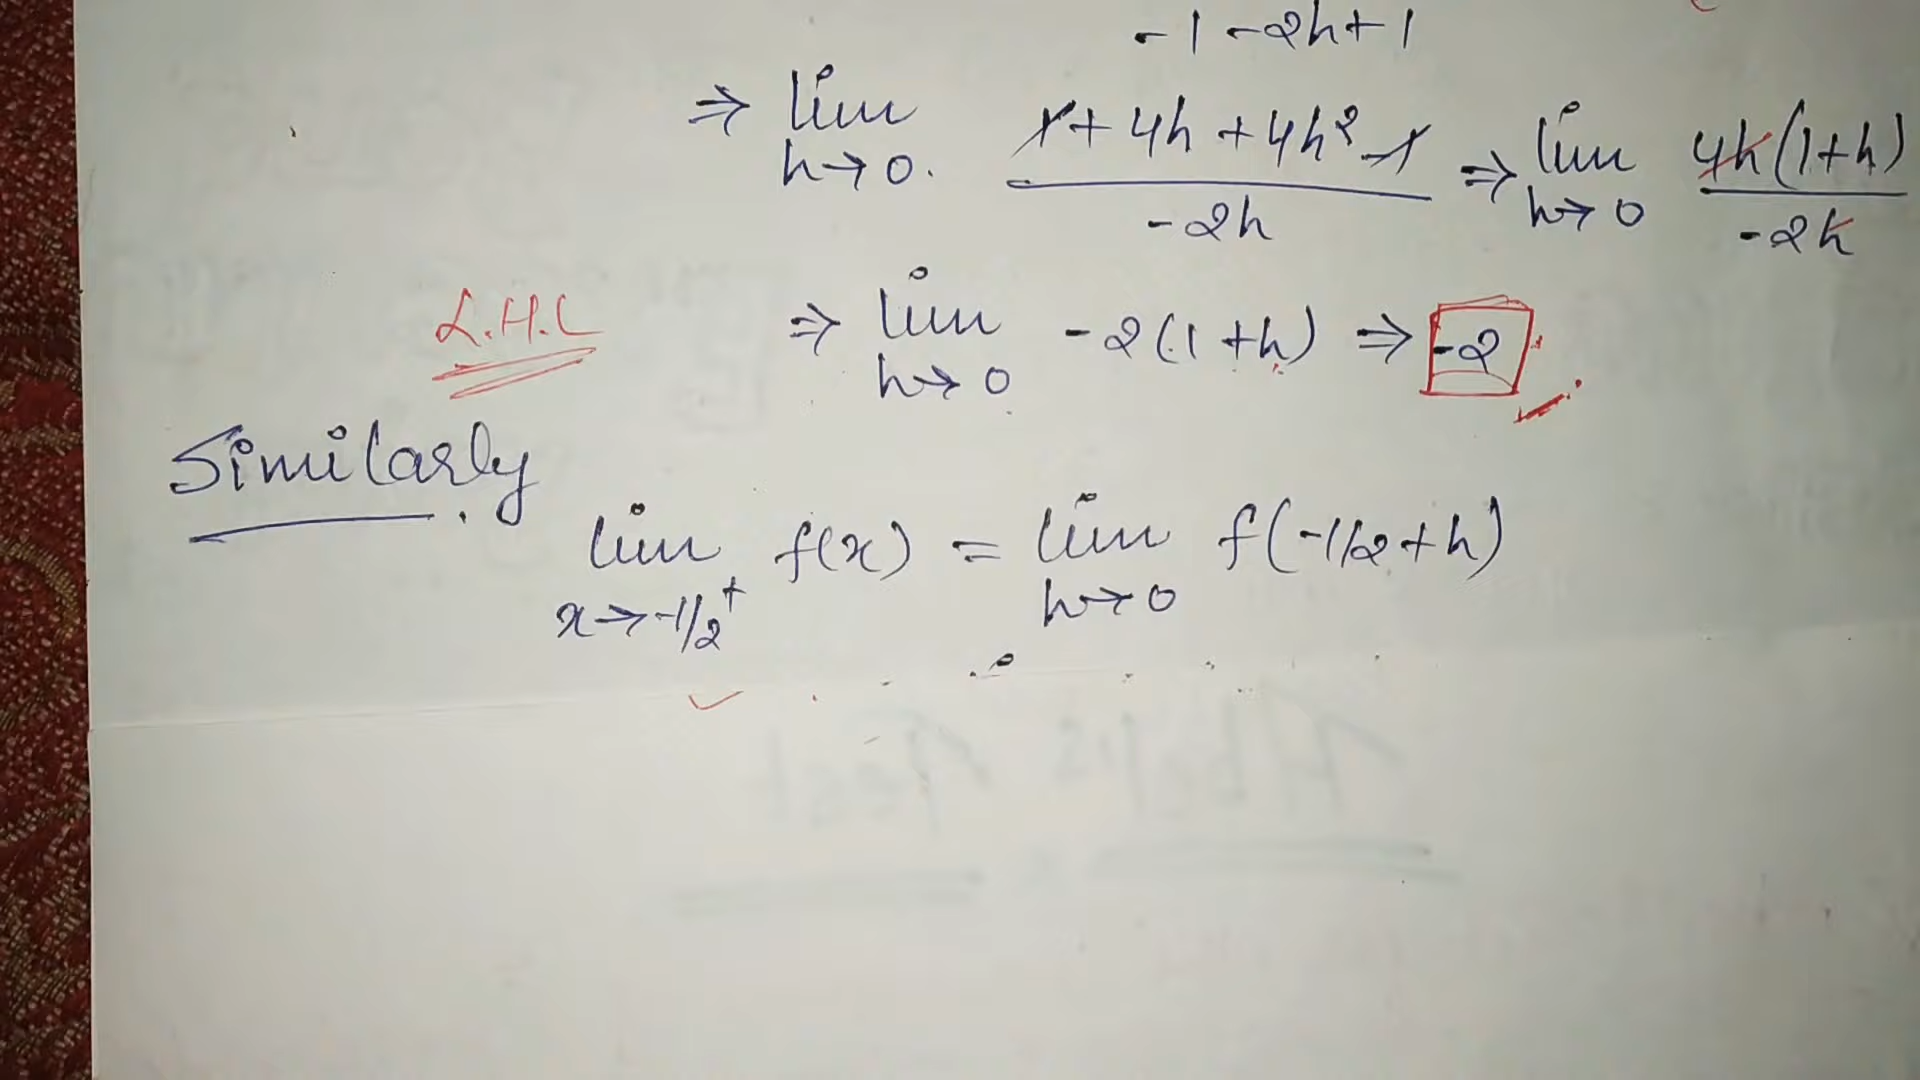 -1 -2h+1
⇒ lim h→0. (1+4h+4h²-1)/(-2h) ⇒ lim h→0 4h(1+h)/(-2h)
L.H.L ⇒ lim h→0 -2(1+h) ⇒ -2
Similarly
lim x→-1/2⁺ f(x) = lim h→0 f(-1/2+h)